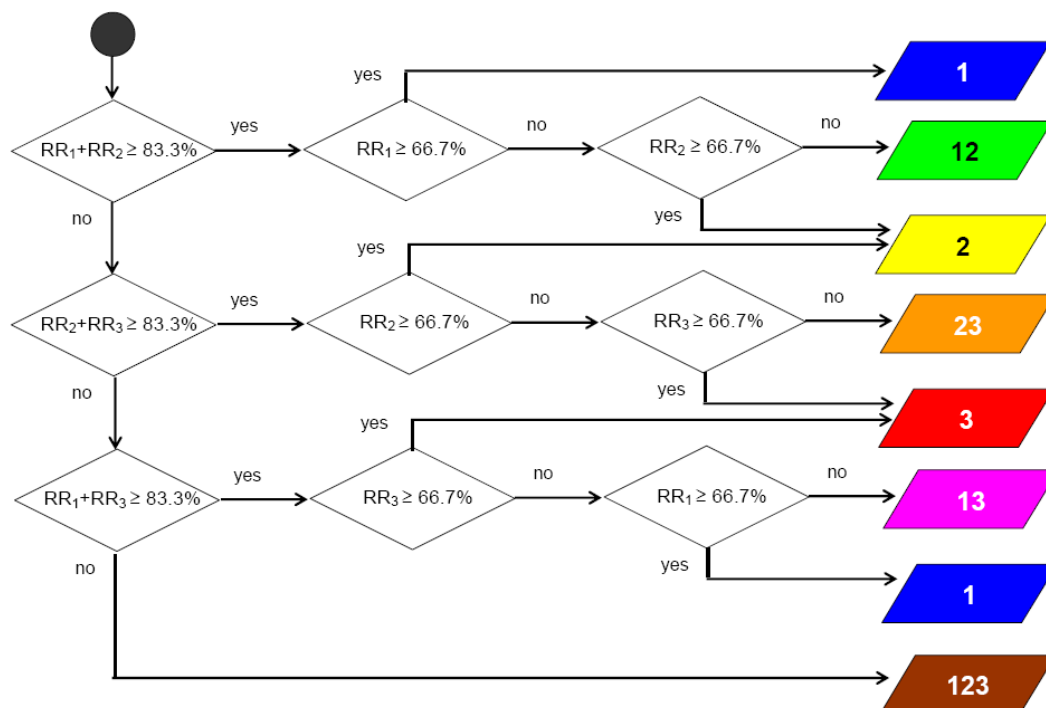 yes
1
RR₁+RR₂ ≥ 83.3%
yes
RR₁ ≥ 66.7%
no
RR₂ ≥ 66.7%
no
12
no
yes
yes
2
RR₂+RR₃ ≥ 83.3%
yes
RR₂ ≥ 66.7%
no
RR₃ ≥ 66.7%
no
23
no
yes
yes
3
RR₁+RR₃ ≥ 83.3%
yes
RR₃ ≥ 66.7%
no
RR₁ ≥ 66.7%
no
13
no
yes
1
123